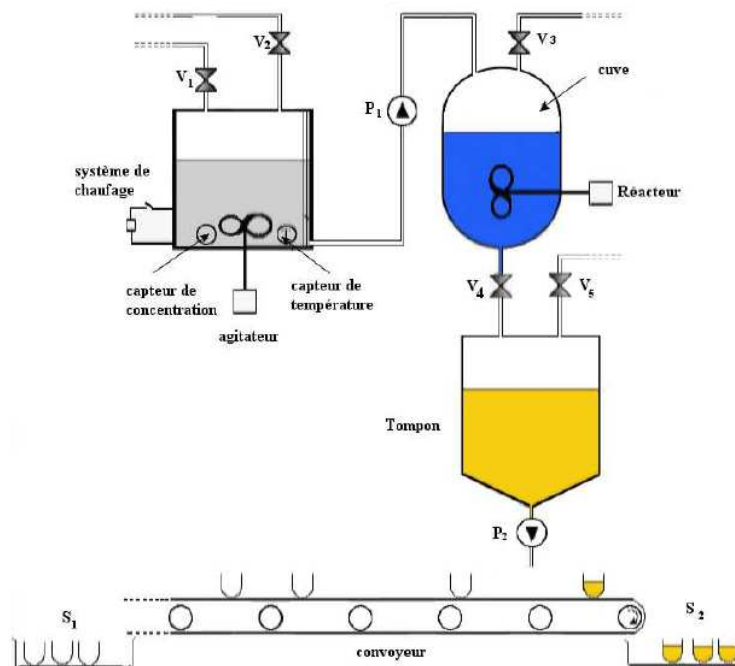 V2
V3
V1
cuve
P1
système de
chaufage
Réacteur
capteur de
concentration
capteur de
température
V4
V5
agitateur
Tompon
P2
S1
S2
convoyeur